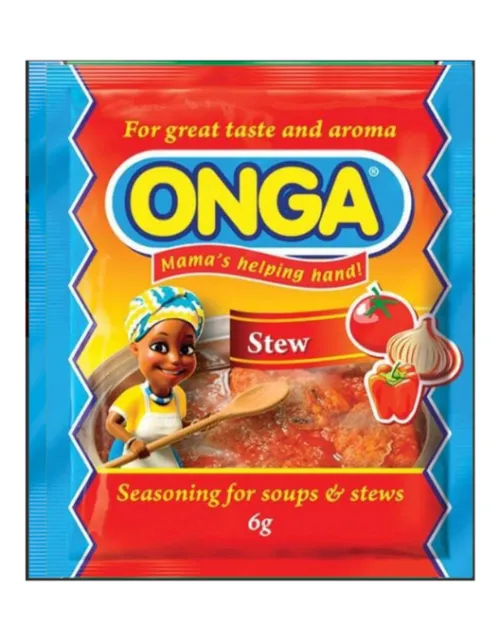 For great taste and aroma
ONGA®
Mama's helping hand!
Stew
Seasoning for soups & stews
6g